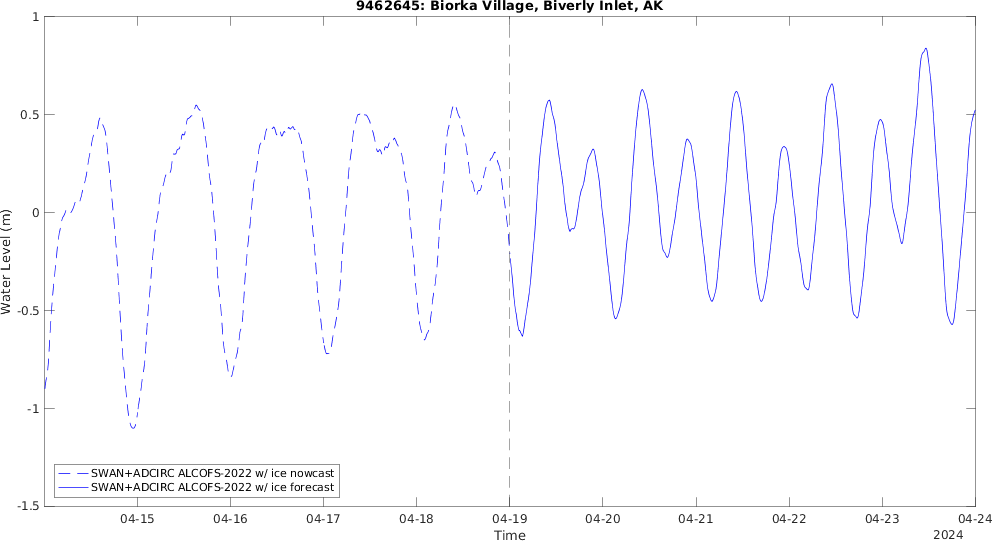 9462645: Biorka Village, Biverly Inlet, AK
Water Level (m)
1
0.5
0
-0.5
-1
-1.5
SWAN+ADCIRC ALCOFS-2022 w/ ice nowcast
SWAN+ADCIRC ALCOFS-2022 w/ ice forecast
04-15 04-16 04-17 04-18 04-19 04-20 04-21 04-22 04-23 04-24
Time
2024